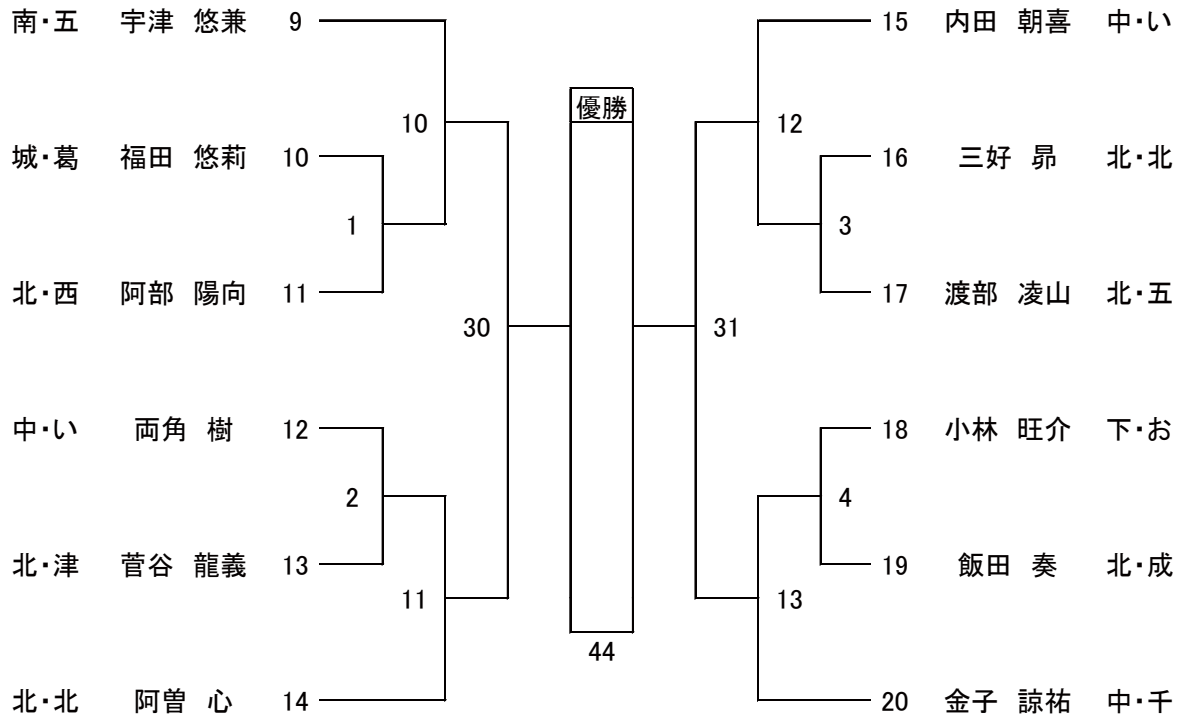 南・五 宇津 悠兼 9 15 内田 朝喜 中・い
優勝
10 12
城・葛 福田 悠莉 10 16 三好 昴 北・北
1 3
北・西 阿部 陽向 11 17 渡部 凌山 北・五
30 31
中・い 両角 樹 12 18 小林 旺介 下・お
2 4
北・津 菅谷 龍義 13 19 飯田 奏 北・成
11 13
44
北・北 阿曽 心 14 20 金子 諒祐 中・千